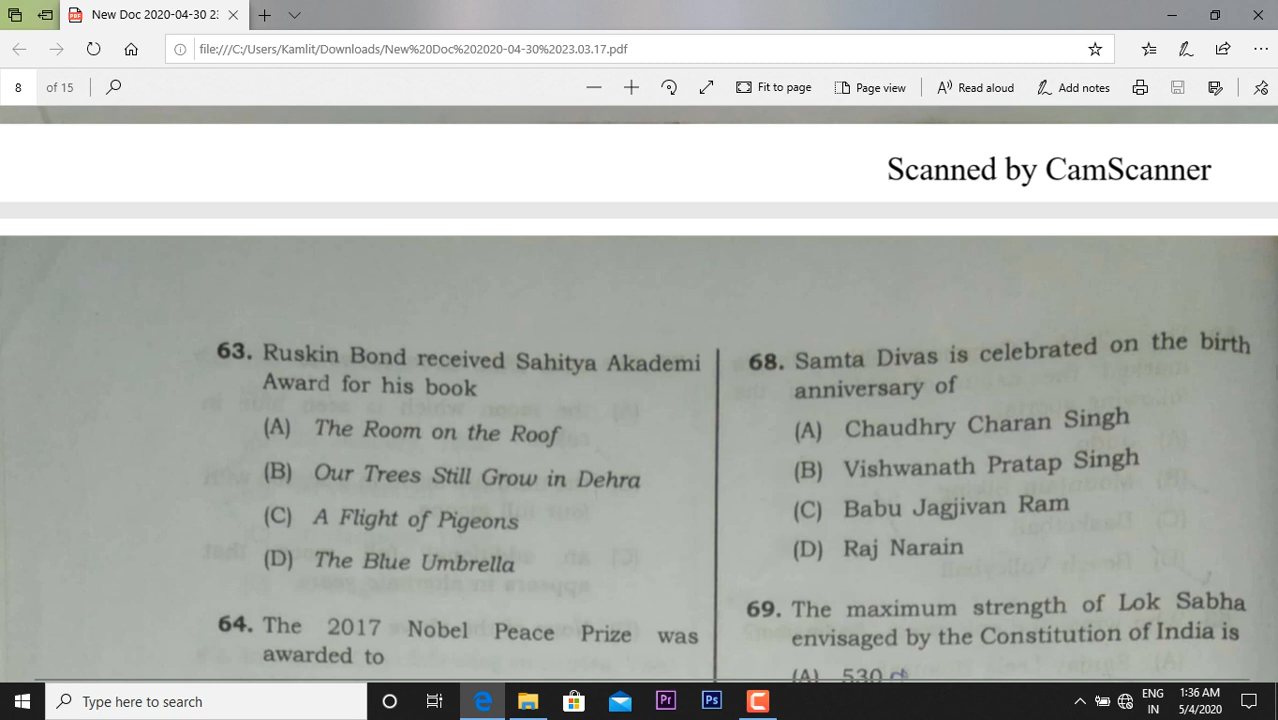 New Doc 2020-04-30 23
file:///C:/Users/Kamlit/Downloads/New%20Doc%202020-04-30%2023.03.17.pdf
8 of 15
Fit to page
Page view
Read aloud
Add notes
Scanned by CamScanner
63. Ruskin Bond received Sahitya Akademi
Award for his book
(A) The Room on the Roof
(B) Our Trees Still Grow in Dehra
(C) A Flight of Pigeons
(D) The Blue Umbrella
64. The 2017 Nobel Peace Prize was
awarded to
68. Samta Divas is celebrated on the birth
anniversary of
(A) Chaudhry Charan Singh
(B) Vishwanath Pratap Singh
(C) Babu Jagjivan Ram
(D) Raj Narain
69. The maximum strength of Lok Sabha
envisaged by the Constitution of India is
(A) 530
Type here to search
Pr
Ps
ENG
IN
1:36 AM
5/4/2020